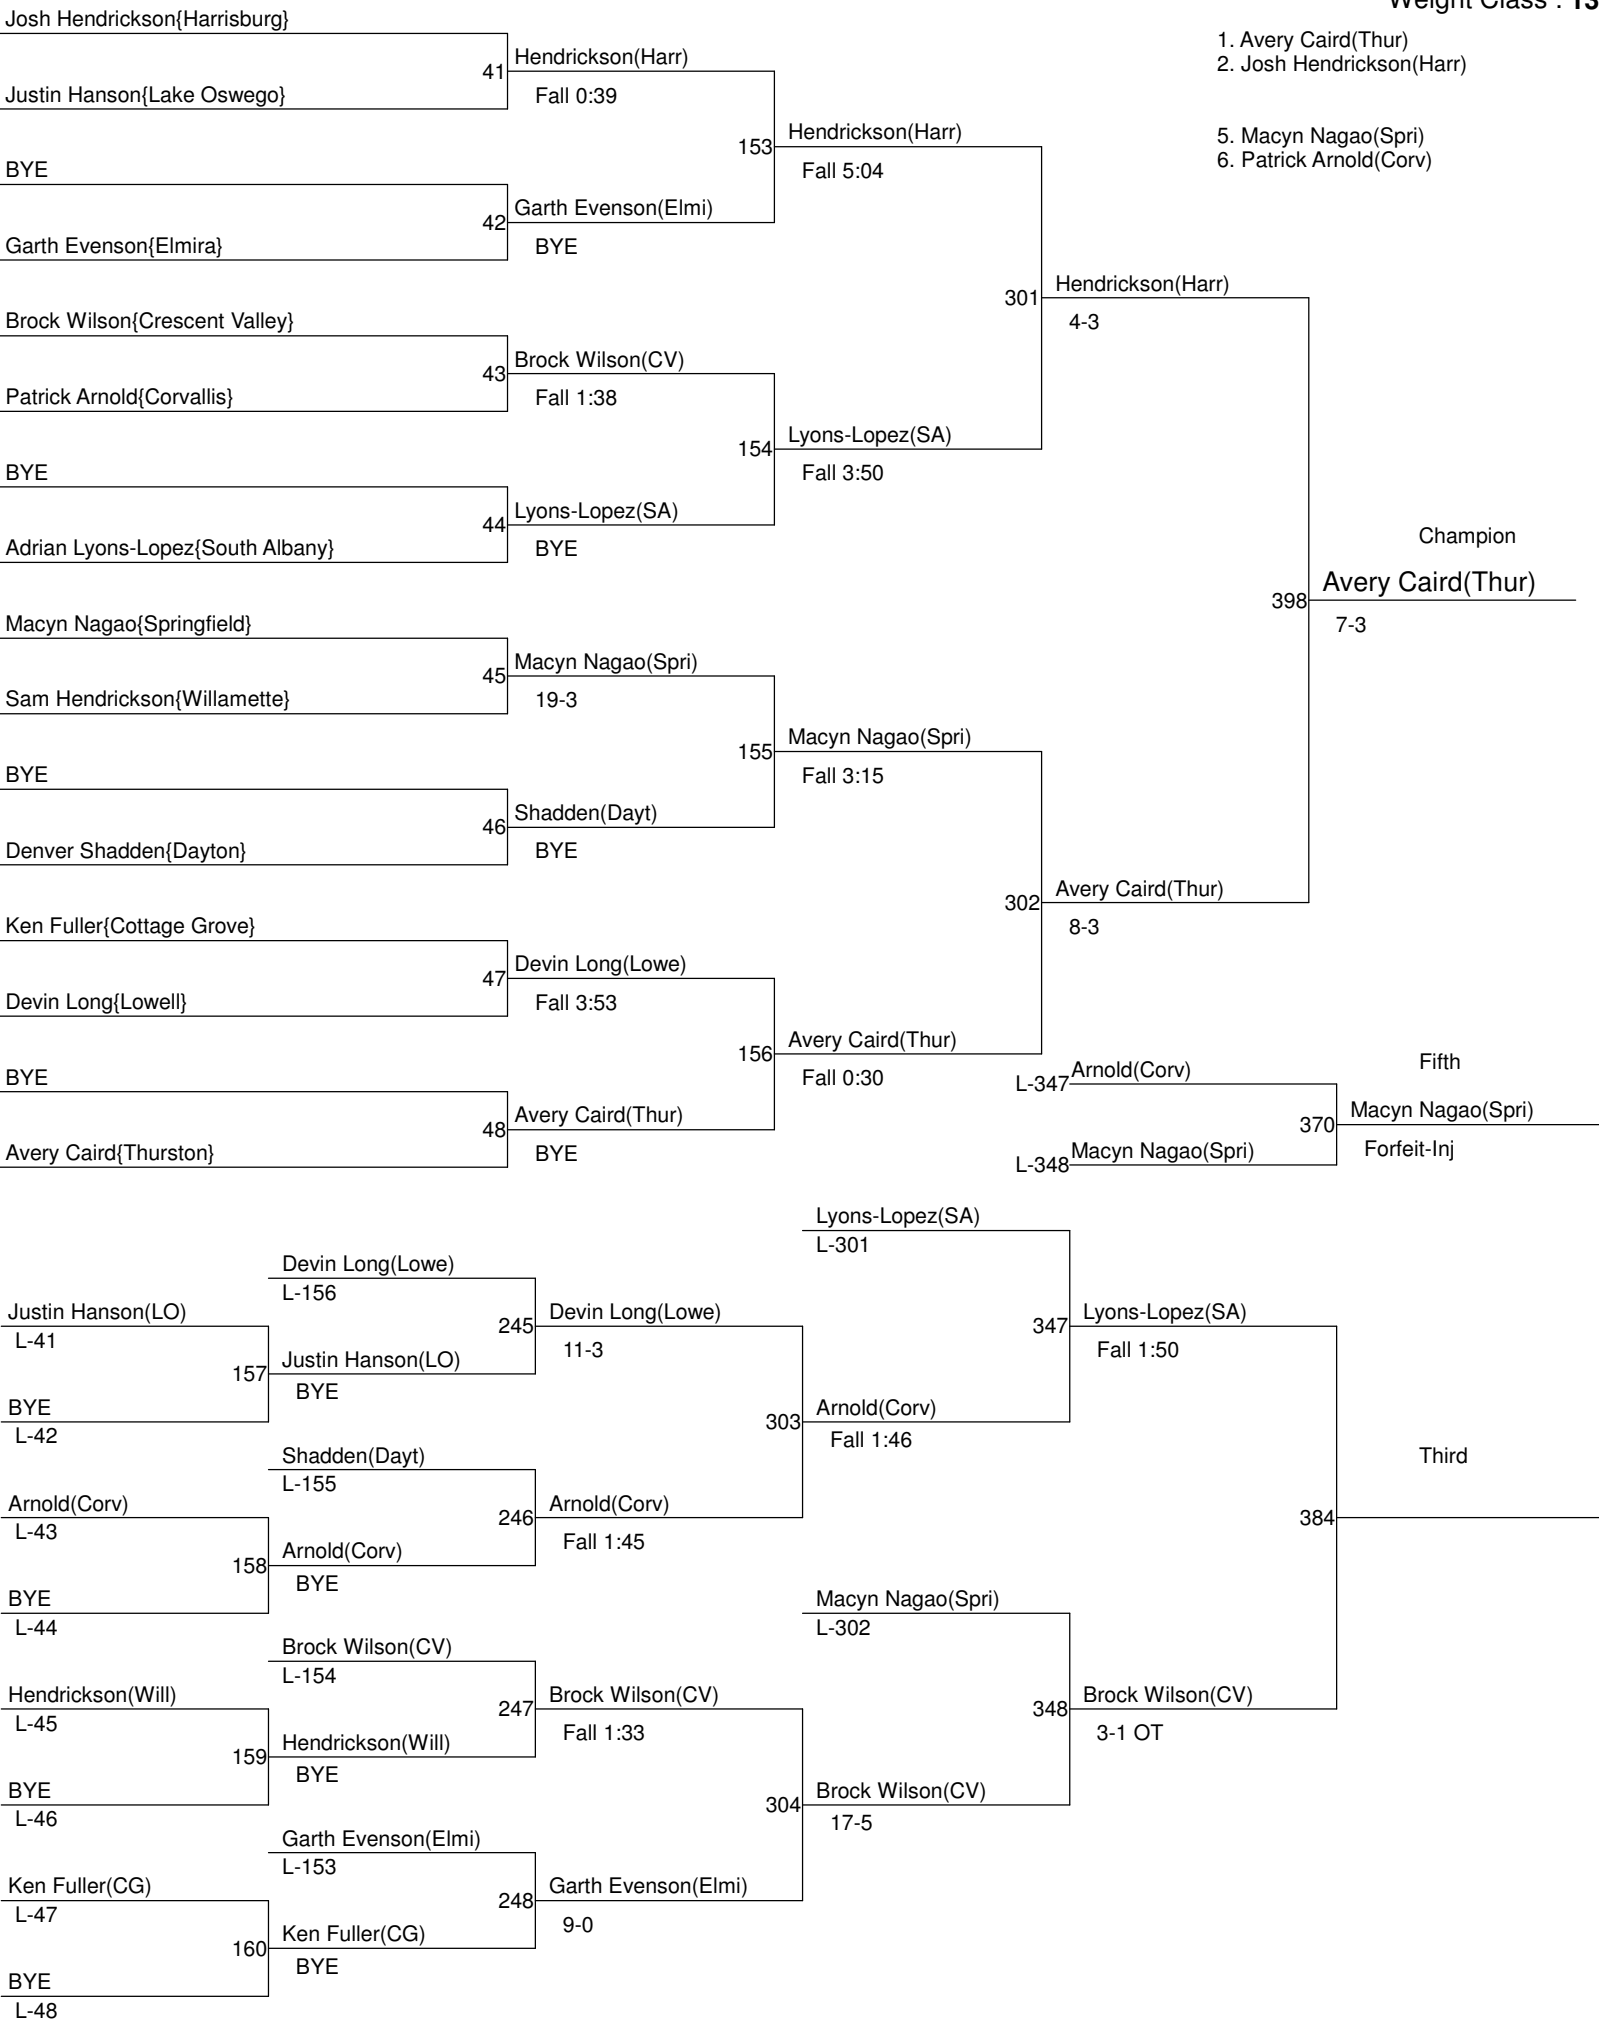 Weight Class : 13
Josh Hendrickson{Harrisburg}
1. Avery Caird(Thur)
2. Josh Hendrickson(Harr)
5. Macyn Nagao(Spri)
6. Patrick Arnold(Corv)
41
Hendrickson(Harr)
Fall 0:39
Justin Hanson{Lake Oswego}
153
Hendrickson(Harr)
Fall 5:04
BYE
42
Garth Evenson(Elmi)
BYE
Garth Evenson{Elmira}
301
Hendrickson(Harr)
4-3
Brock Wilson{Crescent Valley}
43
Brock Wilson(CV)
Fall 1:38
Patrick Arnold{Corvallis}
154
Lyons-Lopez(SA)
Fall 3:50
BYE
44
Lyons-Lopez(SA)
BYE
Adrian Lyons-Lopez{South Albany}
Champion
398
Avery Caird(Thur)
7-3
Macyn Nagao{Springfield}
45
Macyn Nagao(Spri)
19-3
Sam Hendrickson{Willamette}
155
Macyn Nagao(Spri)
Fall 3:15
BYE
46
Shadden(Dayt)
BYE
Denver Shadden{Dayton}
302
Avery Caird(Thur)
8-3
Ken Fuller{Cottage Grove}
47
Devin Long(Lowe)
Fall 3:53
Devin Long{Lowell}
156
Avery Caird(Thur)
Fall 0:30
BYE
48
Avery Caird(Thur)
BYE
Avery Caird{Thurston}
Fifth
L-347
Arnold(Corv)
370
Macyn Nagao(Spri)
Forfeit-Inj
L-348
Macyn Nagao(Spri)
Lyons-Lopez(SA)
L-301
Devin Long(Lowe)
L-156
Justin Hanson(LO)
L-41
245
Devin Long(Lowe)
11-3
347
Lyons-Lopez(SA)
Fall 1:50
157
Justin Hanson(LO)
BYE
BYE
L-42
303
Arnold(Corv)
Fall 1:46
Shadden(Dayt)
L-155
Third
Arnold(Corv)
L-43
246
Arnold(Corv)
Fall 1:45
384
158
Arnold(Corv)
BYE
BYE
L-44
Macyn Nagao(Spri)
L-302
Brock Wilson(CV)
L-154
Hendrickson(Will)
L-45
247
Brock Wilson(CV)
Fall 1:33
348
Brock Wilson(CV)
3-1 OT
159
Hendrickson(Will)
BYE
BYE
L-46
304
Brock Wilson(CV)
17-5
Garth Evenson(Elmi)
L-153
Ken Fuller(CG)
L-47
248
Garth Evenson(Elmi)
9-0
160
Ken Fuller(CG)
BYE
BYE
L-48